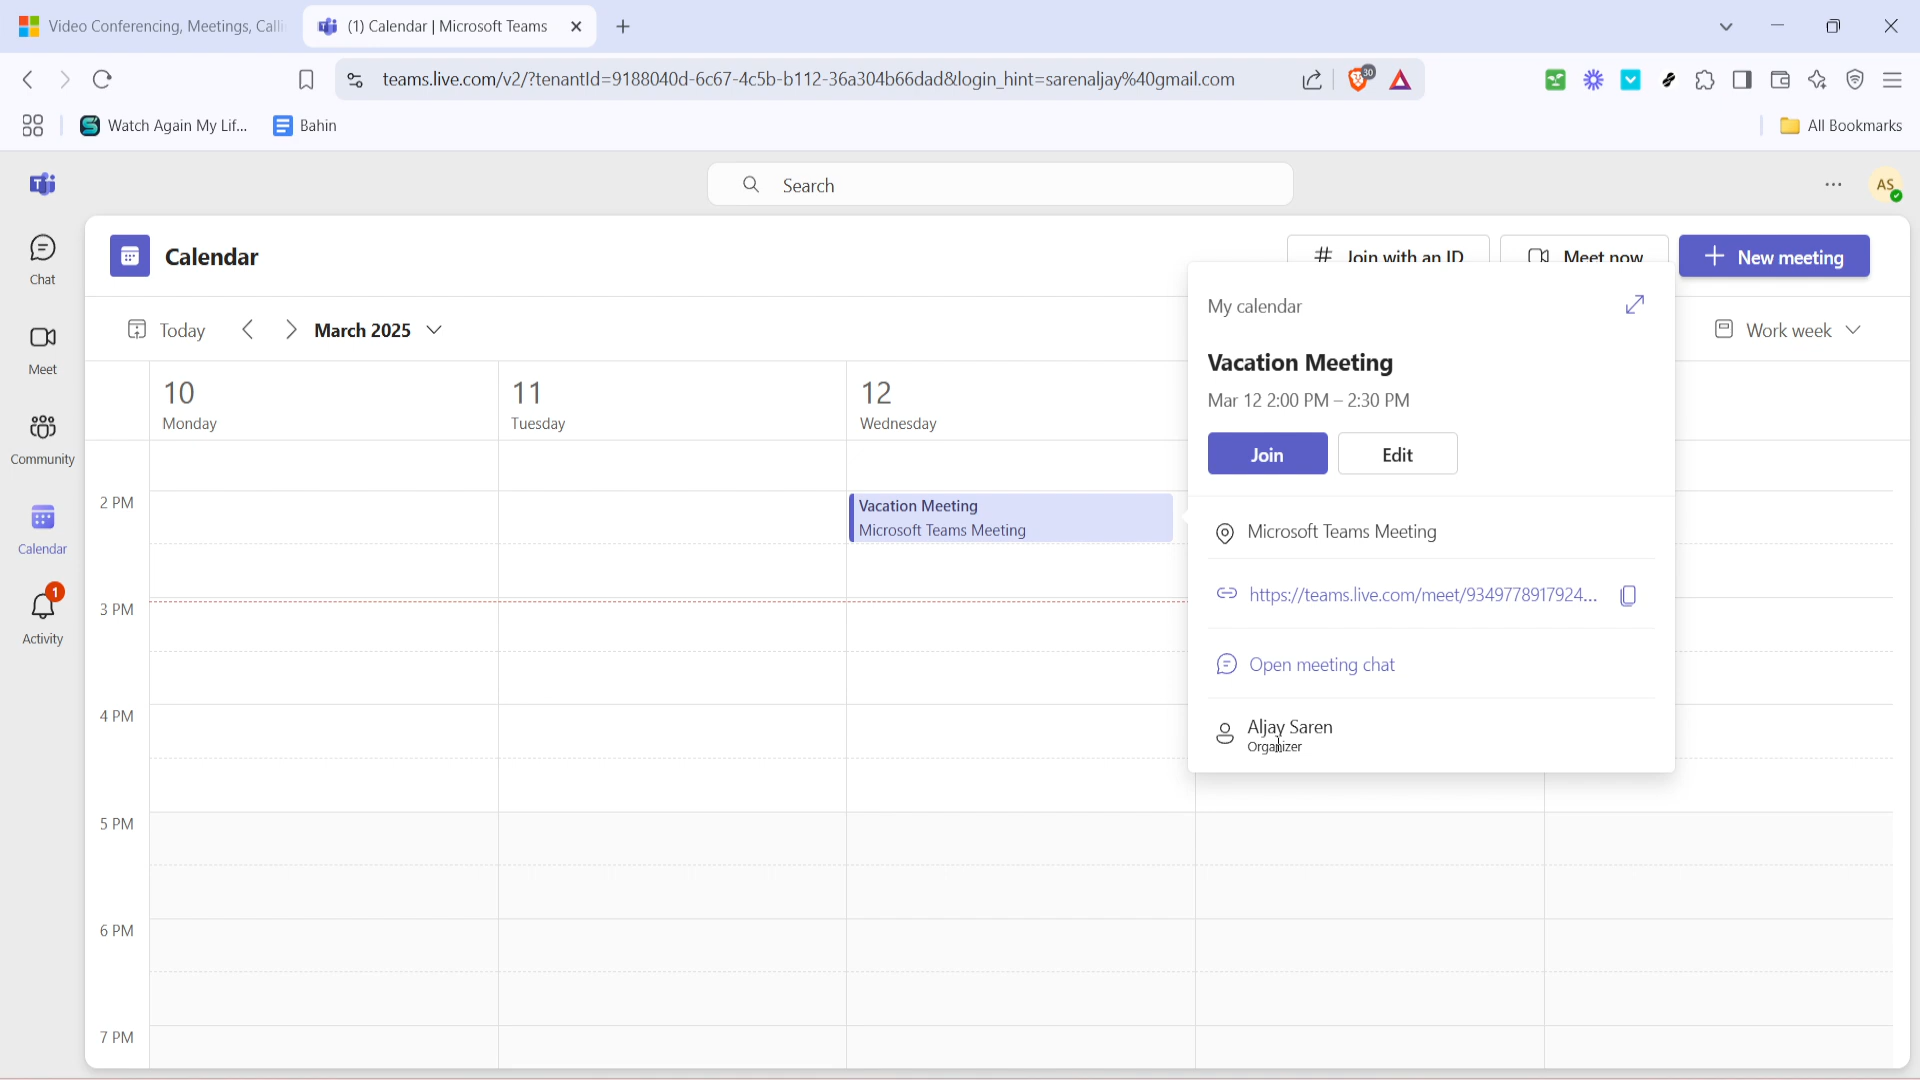 Video Conferencing, Meetings, Calli
(1) Calendar | Microsoft Teams
teams.live.com/v2/?tenantId=9188040d-6c67-4c5b-b112-36a304b66dad&login_hint=sarenaljay%40gmail.com
30
Watch Again My Lif...
Bahin
All Bookmarks
Search
AS
Chat
Meet
Community
Calendar
1
Activity
Calendar
# Join with an ID
Meet now
New meeting
Today
March 2025
Work week
10
Monday
11
Tuesday
12
Wednesday
2 PM
3 PM
4 PM
5 PM
6 PM
7 PM
Vacation Meeting
Microsoft Teams Meeting
My calendar
Vacation Meeting
Mar 12 2:00 PM – 2:30 PM
Join
Edit
Microsoft Teams Meeting
https://teams.live.com/meet/9349778917924...
Open meeting chat
Aljay Saren
Organizer